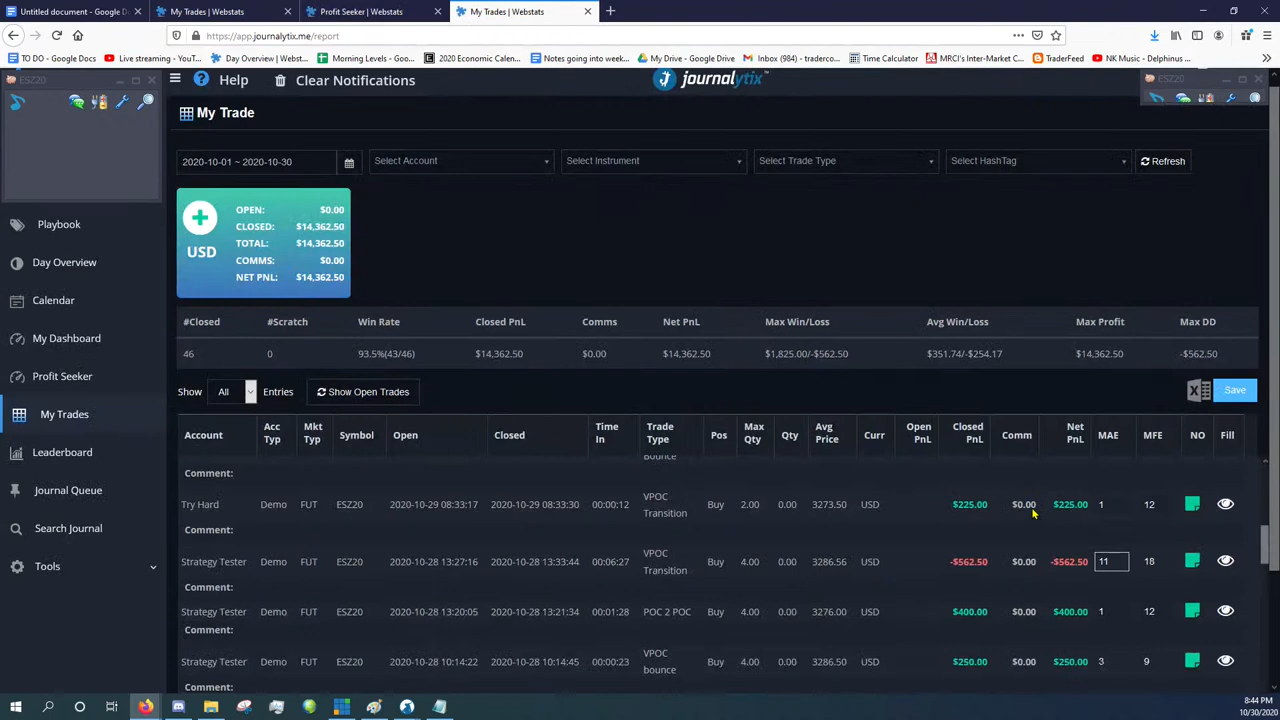 Untitled document - Google D
My Trades | Webstats
Profit Seeker | Webstats
My Trades | Webstats
https://app.journalytix.me/report
TO DO - Google Docs
Live streaming - YouT...
Day Overview | Webst...
Morning Levels - Goo...
2020 Economic Calen...
Notes going into week...
My Drive - Google Drive
Inbox (984) - traderco...
Time Calculator
MRCI's Inter-Market C...
TraderFeed
NK Music - Delphinus ...
ESZ20
Help
Clear Notifications
journalytix™
ESZ20
My Trade
2020-10-01 ~ 2020-10-30
Select Account
Select Instrument
Select Trade Type
Select HashTag
Refresh
USD
OPEN: $0.00
CLOSED: $14,362.50
TOTAL: $14,362.50
COMMS: $0.00
NET PNL: $14,362.50
Playbook
Day Overview
Calendar
My Dashboard
Profit Seeker
My Trades
Leaderboard
Journal Queue
Search Journal
Tools
#Closed #Scratch Win Rate Closed PnL Comms Net PnL Max Win/Loss Avg Win/Loss Max Profit Max DD
46 0 93.5%(43/46) $14,362.50 $0.00 $14,362.50 $1,825.00/-$562.50 $351.74/-$254.17 $14,362.50 -$562.50
Show All Entries Show Open Trades Save
Account Acc Typ Mkt Typ Symbol Open Closed Time In Trade Type Pos Max Qty Qty Avg Price Curr Open PnL Closed PnL Comm Net PnL MAE MFE NO Fill
Bounce
Comment:
Try Hard Demo FUT ESZ20 2020-10-29 08:33:17 2020-10-29 08:33:30 00:00:12 VPOC Transition Buy 2.00 0.00 3273.50 USD $225.00 $0.00 $225.00 1 12
Comment:
Strategy Tester Demo FUT ESZ20 2020-10-28 13:27:16 2020-10-28 13:33:44 00:06:27 VPOC Transition Buy 4.00 0.00 3286.56 USD -$562.50 $0.00 -$562.50 11 18
Comment:
Strategy Tester Demo FUT ESZ20 2020-10-28 13:20:05 2020-10-28 13:21:34 00:01:28 POC 2 POC Buy 4.00 0.00 3276.00 USD $400.00 $0.00 $400.00 1 12
Comment:
Strategy Tester Demo FUT ESZ20 2020-10-28 10:14:22 2020-10-28 10:14:45 00:00:23 VPOC bounce Buy 4.00 0.00 3286.50 USD $250.00 $0.00 $250.00 3 9
Comment:
8:44 PM
10/30/2020